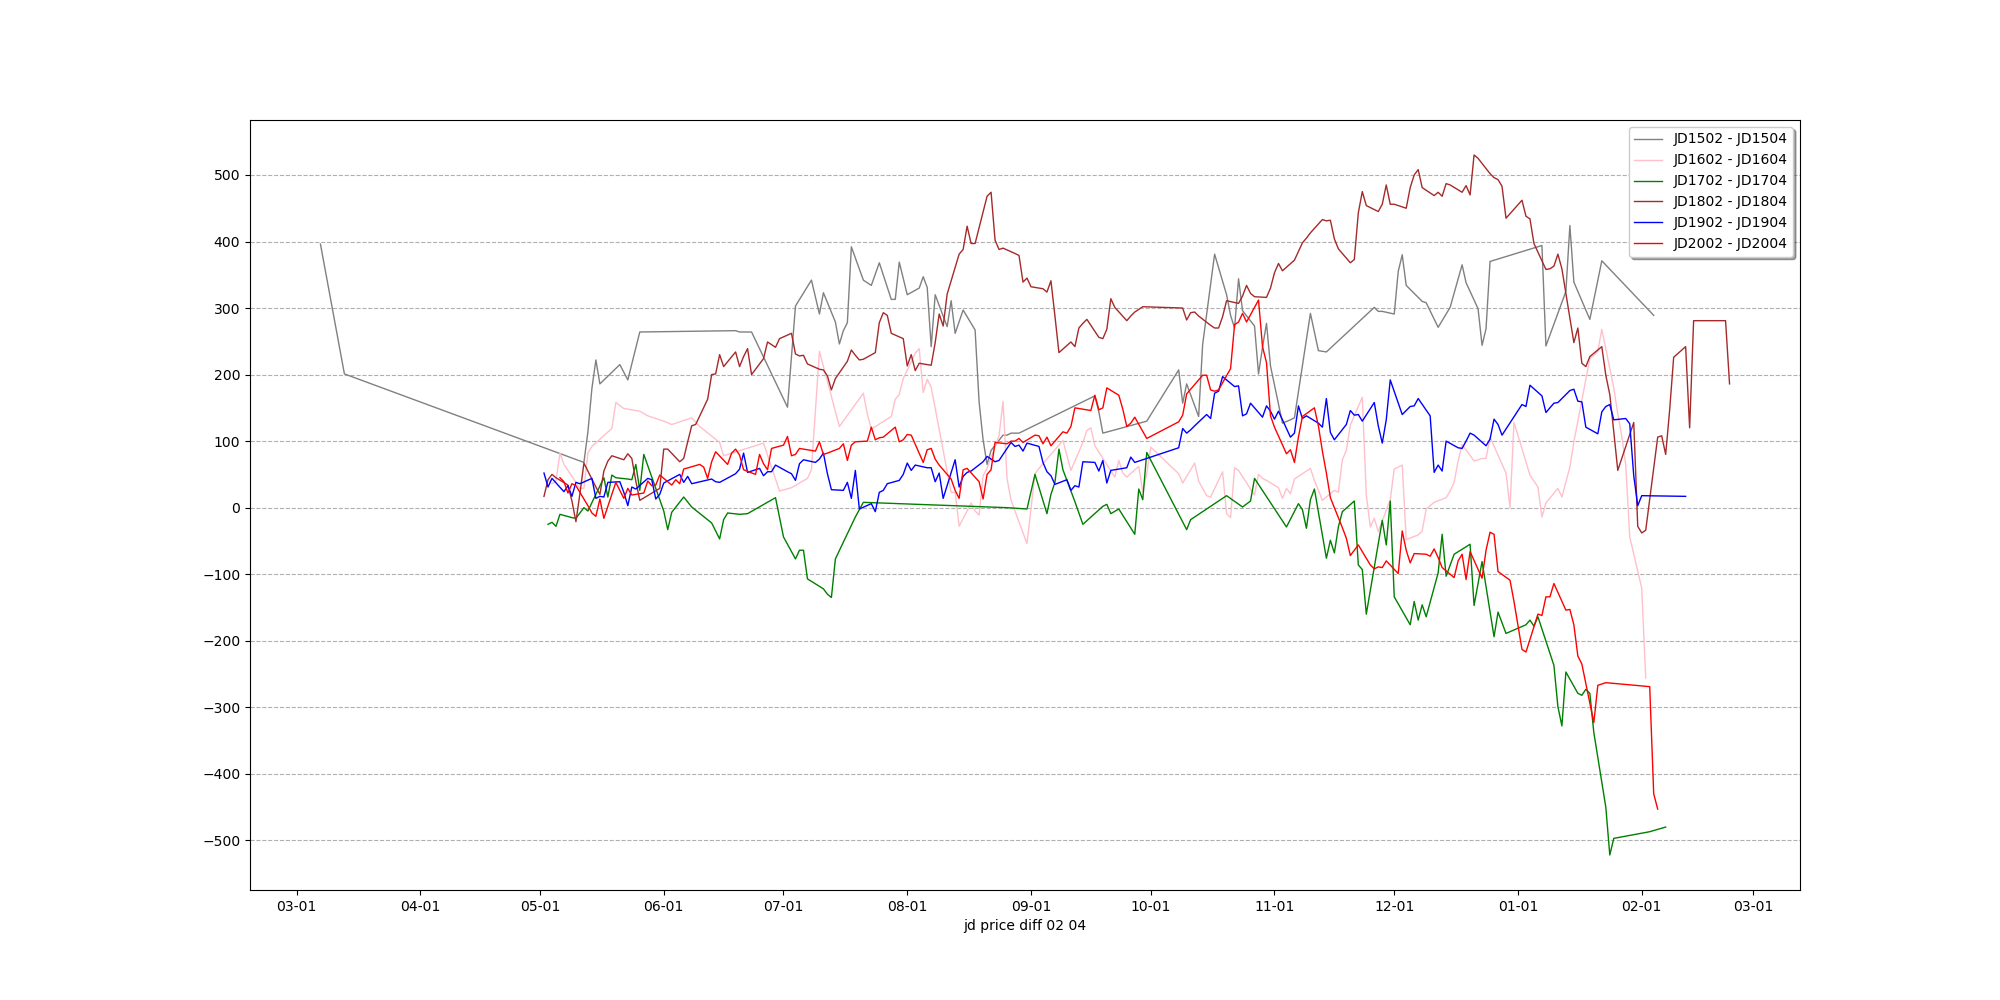 JD1502 - JD1504
JD1602 - JD1604
JD1702 - JD1704
JD1802 - JD1804
JD1902 - JD1904
JD2002 - JD2004
500
400
300
200
100
0
−100
−200
−300
−400
−500
03-01 04-01 05-01 06-01 07-01 08-01 09-01 10-01 11-01 12-01 01-01 02-01 03-01
jd price diff 02 04